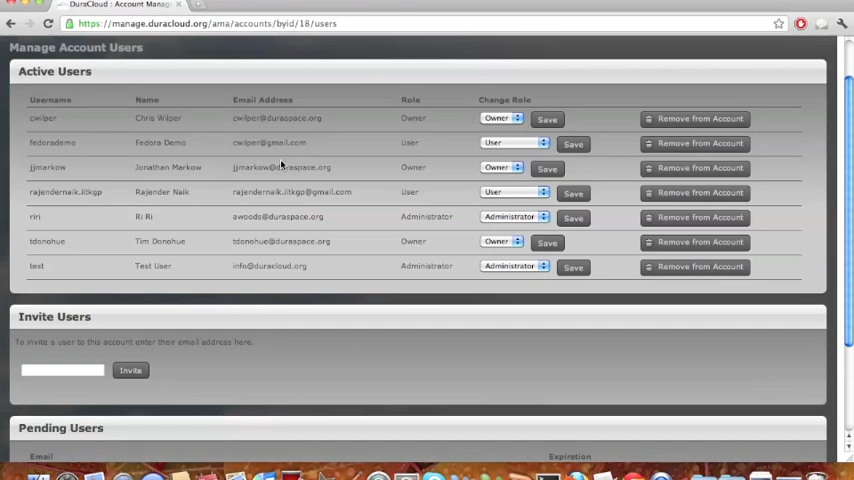 DuraCloud : Account Manag
https://manage.duracloud.org/ama/accounts/byid/18/users
Manage Account Users
Active Users
Username Name Email Address Role Change Role
cwilper Chris Wilper cwilper@duraspace.org Owner Owner Save Remove from Account
fedorademo Fedora Demo cwilper@gmail.com User User Save Remove from Account
jjmarkow Jonathan Markow jjmarkow@duraspace.org Owner Owner Save Remove from Account
rajendernaik.iitkgp Rajender Naik rajendernaik.iitkgp@gmail.com User User Save Remove from Account
riri Ri Ri awoods@duraspace.org Administrator Administrator Save Remove from Account
tdonohue Tim Donohue tdonohue@duraspace.org Owner Owner Save Remove from Account
test Test User info@duracloud.org Administrator Administrator Save Remove from Account
Invite Users
To invite a user to this account enter their email address here.
Invite
Pending Users
Email Expiration